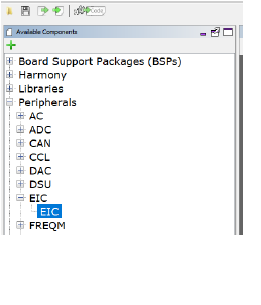 Code
Available Components
Board Support Packages (BSPs)
Harmony
Libraries
Peripherals
AC
ADC
CAN
CCL
DAC
DSU
EIC
EIC
FREQM